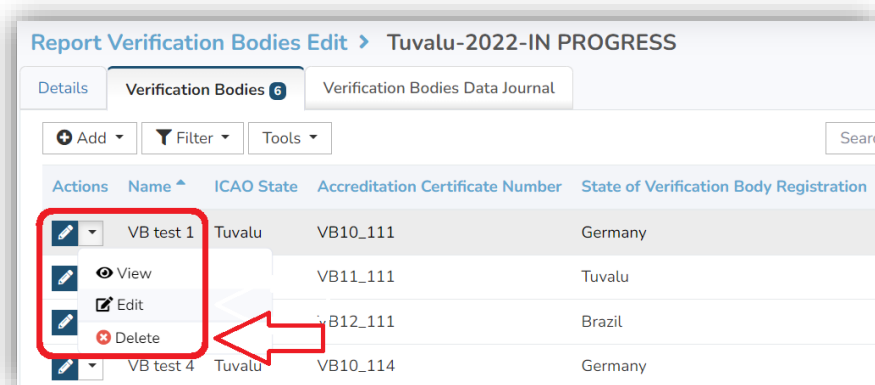 Report Verification Bodies Edit > Tuvalu-2022-IN PROGRESS
Details Verification Bodies 6 Verification Bodies Data Journal
Add Filter Tools
Actions Name ICAO State Accreditation Certificate Number State of Verification Body Registration
VB test 1 Tuvalu VB10_111 Germany
View
VB11_111 Tuvalu
Edit
VB12_111 Brazil
Delete
VB test 4 Tuvalu VB10_114 Germany